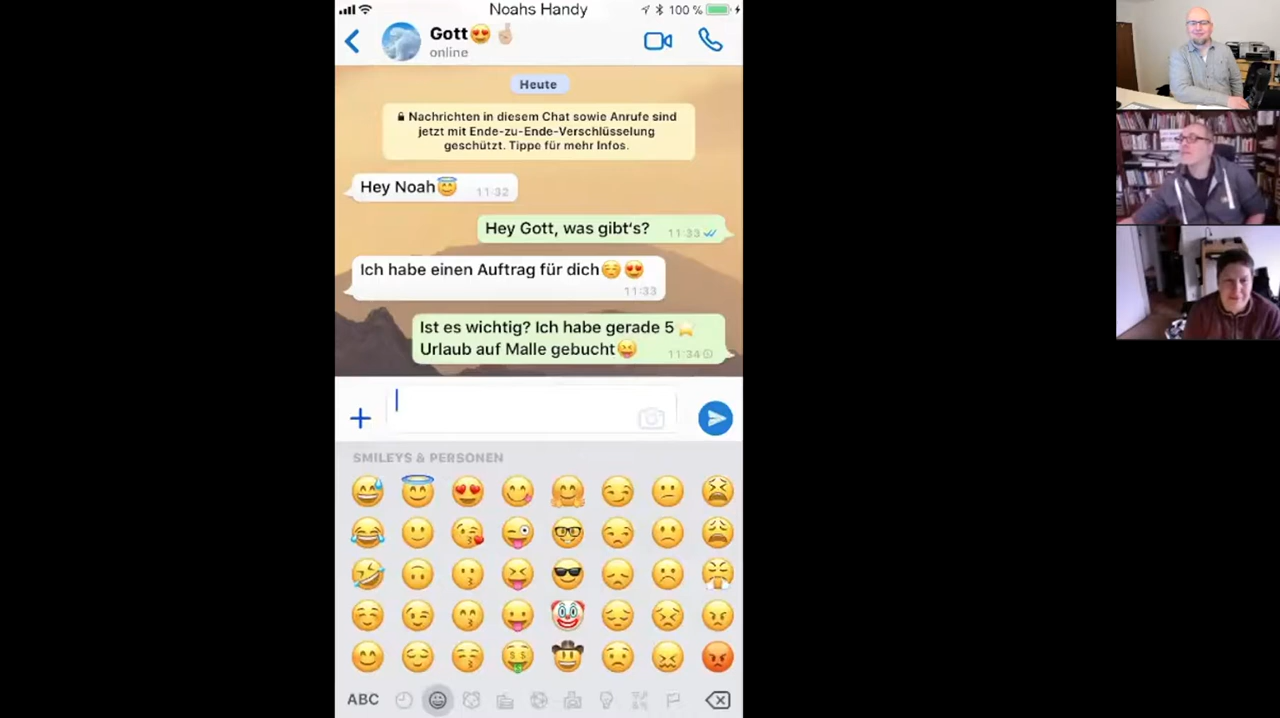 Noahs Handy
100 %
Gott😍🤞🏼
online
Heute
Nachrichten in diesem Chat sowie Anrufe sind
jetzt mit Ende-zu-Ende-Verschlüsselung
geschützt. Tippe für mehr Infos.
Hey Noah😇 11:32
Hey Gott, was gibt's? 11:33
Ich habe einen Auftrag für dich☺️😍
11:33
Ist es wichtig? Ich habe gerade 5⭐
Urlaub auf Malle gebucht😝 11:34
SMILEYS & PERSONEN
ABC